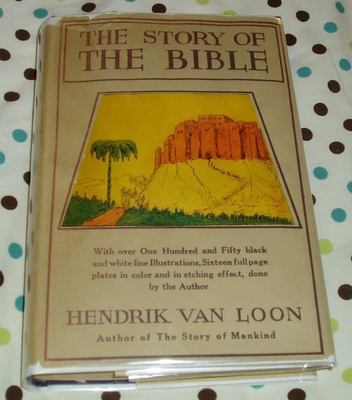 THE STORY OF
THE BIBLE
With over One Hundred and Fifty black
and white line Illustrations, Sixteen full page
plates in color and in etching effect, done
by the Author
HENDRIK VAN LOON
Author of The Story of Mankind